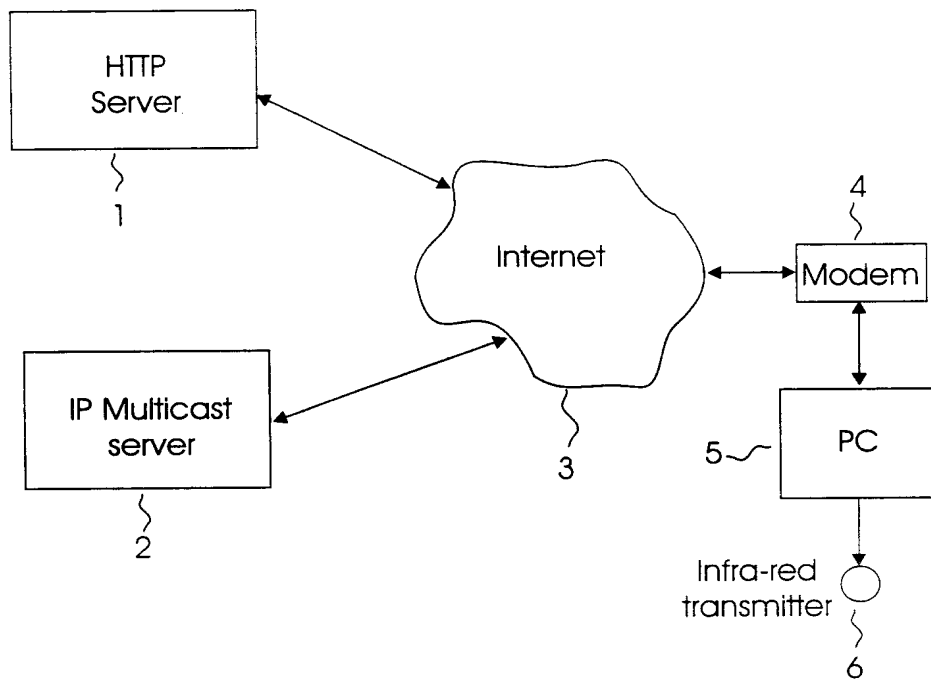 HTTP
Server
1
Internet
4
Modem
IP Multicast
server
2
3
5
PC
Infra-red
transmitter
6